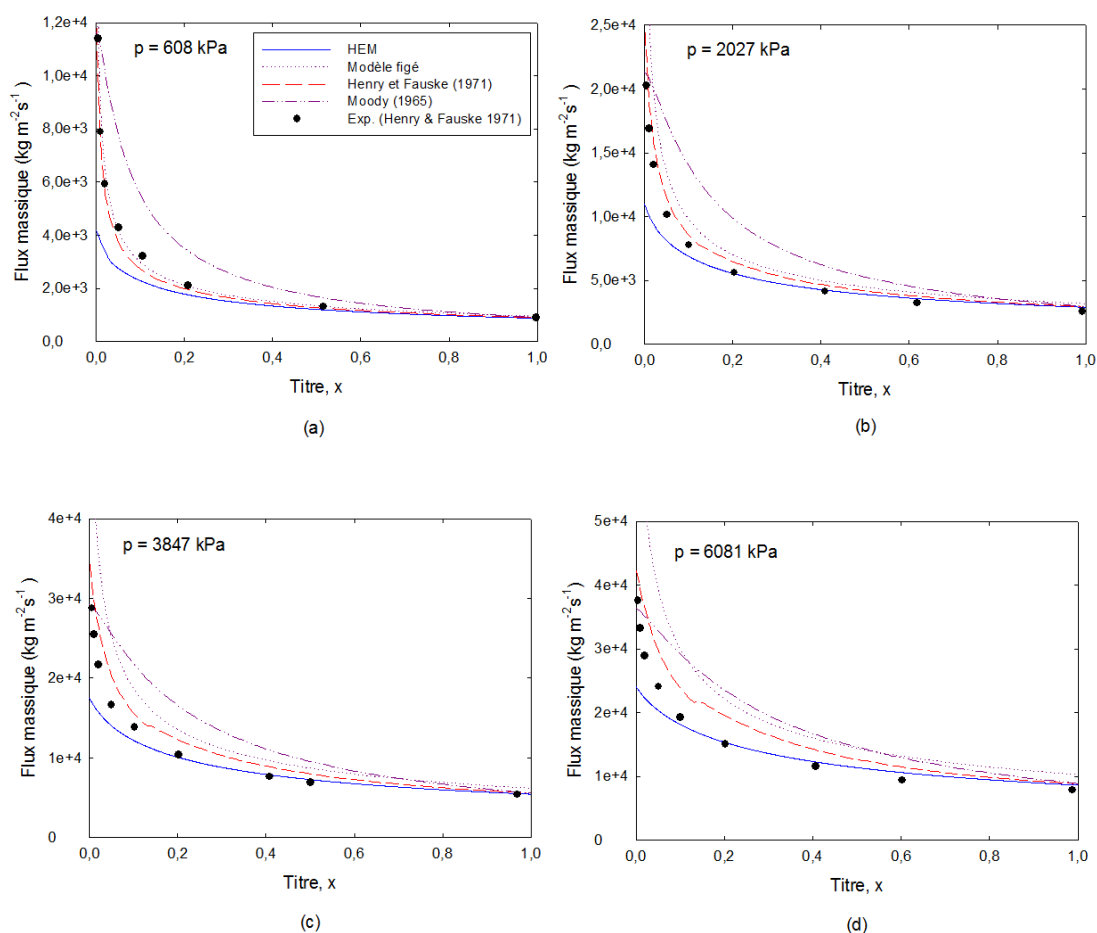 p = 608 kPa
HEM
Modèle figé
Henry et Fauske (1971)
Moody (1965)
Exp. (Henry & Fauske 1971)
Flux massique (kg m-2s-1 )
1,2e+4
1,0e+4
8,0e+3
6,0e+3
4,0e+3
2,0e+3
0,0
0,0 0,2 0,4 0,6 0,8 1,0
Titre, x
(a)
p = 2027 kPa
Flux massique (kg m-2s-1 )
2,5e+4
2,0e+4
1,5e+4
1,0e+4
5,0e+3
0,0
0,0 0,2 0,4 0,6 0,8 1,0
Titre, x
(b)
p = 3847 kPa
Flux massique (kg m-2s-1 )
4e+4
3e+4
2e+4
1e+4
0
0,0 0,2 0,4 0,6 0,8 1,0
Titre, x
(c)
p = 6081 kPa
Flux massique (kg m-2s-1 )
5e+4
4e+4
3e+4
2e+4
1e+4
0
0,0 0,2 0,4 0,6 0,8 1,0
Titre, x
(d)